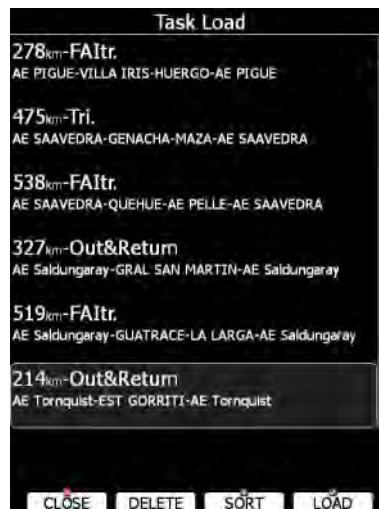 Task Load
278km-FAItr.
AE PIGUE-VILLA IRIS-HUERGO-AE PIGUE
475km-Tri.
AE SAAVEDRA-GENACHA-MAZA-AE SAAVEDRA
538km-FAItr.
AE SAAVEDRA-QUEHUE-AE PELLE-AE SAAVEDRA
327km-Out&Return
AE Saldungaray-GRAL SAN MARTIN-AE Saldungaray
519km-FAItr.
AE Saldungaray-GUATRACE-LA LARGA-AE Saldungaray
214km-Out&Return
AE Tornquist-EST GORRITI-AE Tornquist
CLOSE DELETE SORT LOAD